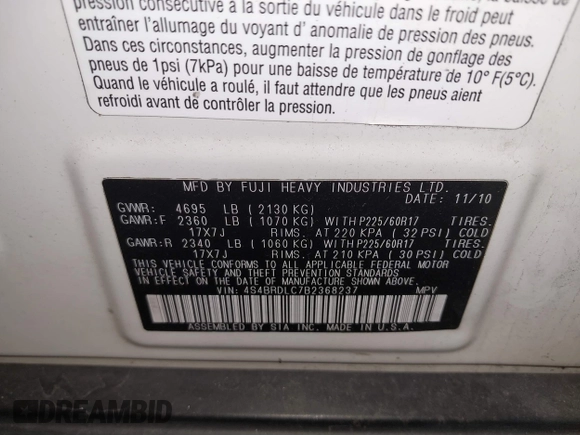 pression consécutive à la sortie du véhicule dans le froid peut
entraîner l'allumage du voyant d' anomalie de pression des pneus.
Dans ces circonstances, augmenter la pression de gonflage des
pneus de 1psi (7kPa) pour une baisse de température de 10° F(5°C).
Quand le véhicule a roulé, il faut attendre que les pneus aient
refroidi avant de contrôler la pression.
MFD BY FUJI HEAVY INDUSTRIES LTD.
DATE: 11/10
GVWR: 4695 LB ( 2130 KG)
GAWR:F 2360 LB ( 1070 KG) WITH P225/60R17 TIRES.
17X7J RIMS. AT 220 KPA ( 32 PSI) COLD
GAWR:R 2340 LB ( 1060 KG) WITH P225/60R17 TIRES.
17X7J RIMS. AT 210 KPA ( 30 PSI) COLD
THIS VEHICLE CONFORMS TO ALL APPLICABLE FEDERAL MOTOR
VEHICLE SAFETY AND THEFT PREVENTION STANDARDS
IN EFFECT ON THE DATE OF MANUFACTURE SHOWN ABOVE.
VIN: 4S4BRDLC7B2368237 MPV
ASSEMBLED BY SIA INC. MADE IN U.S.A.
DREAMBID